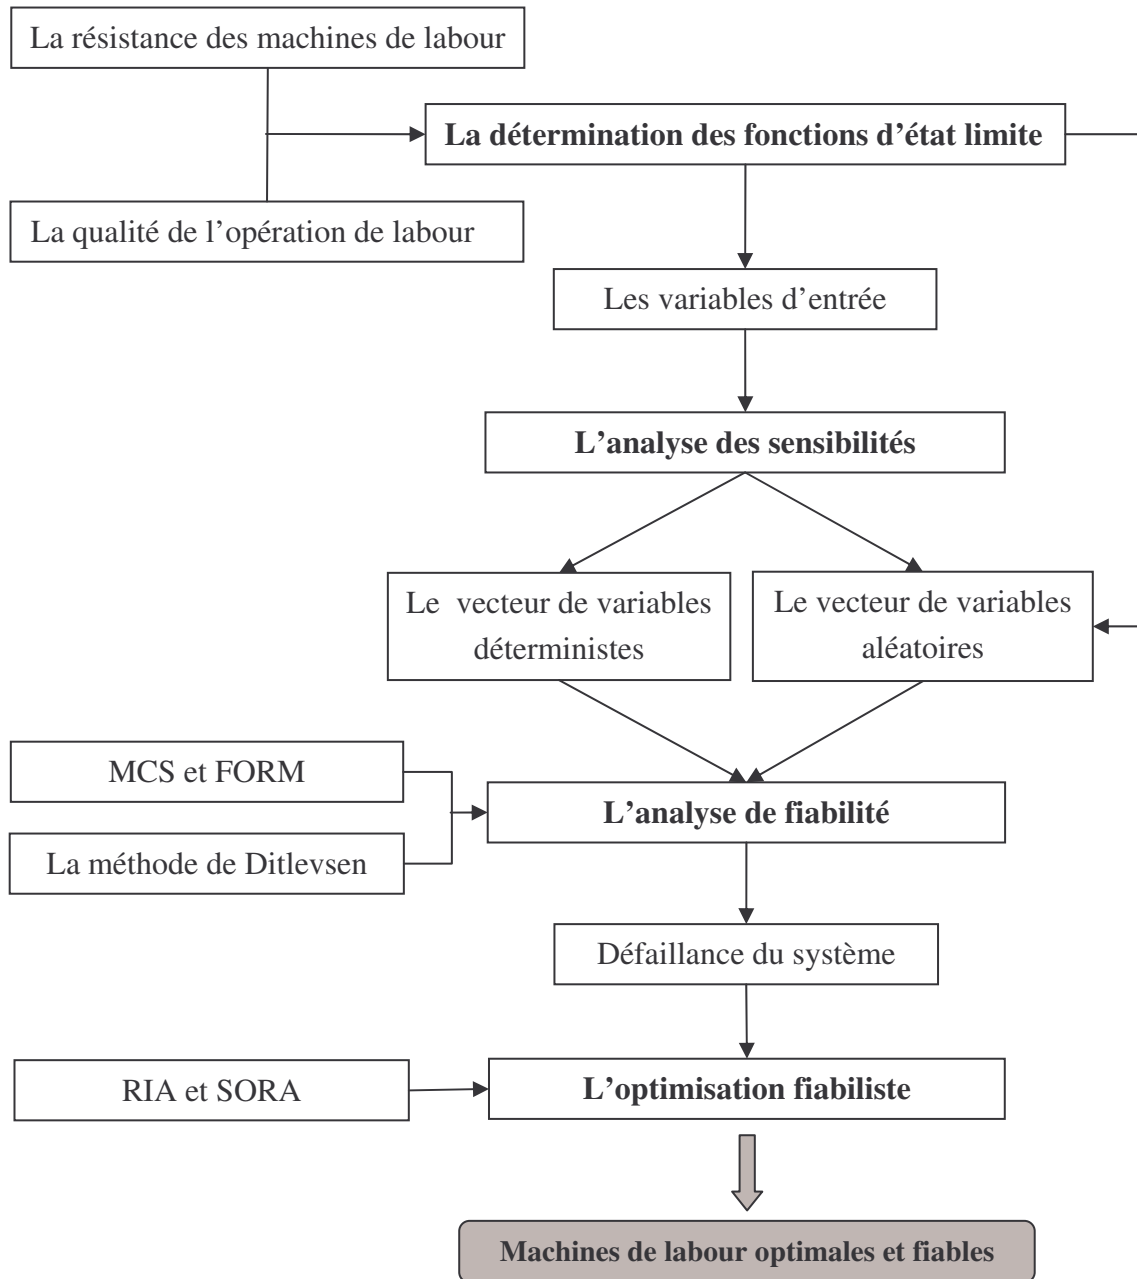 La résistance des machines de labour
La détermination des fonctions d’état limite
La qualité de l’opération de labour
Les variables d’entrée
L’analyse des sensibilités
Le vecteur de variables
déterministes
Le vecteur de variables
aléatoires
MCS et FORM
L’analyse de fiabilité
La méthode de Ditlevsen
Défaillance du système
RIA et SORA
L’optimisation fiabiliste
Machines de labour optimales et fiables